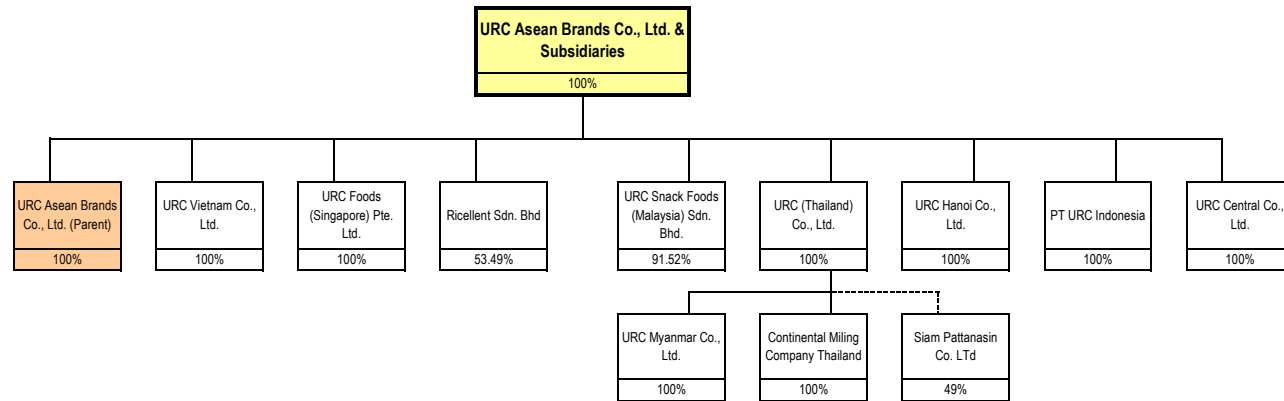 URC Asean Brands Co., Ltd. &
Subsidiaries
100%
URC Asean Brands
Co., Ltd. (Parent)
100%
URC Vietnam Co.,
Ltd.
100%
URC Foods
(Singapore) Pte.
Ltd.
100%
Ricellent Sdn. Bhd
53.49%
URC Snack Foods
(Malaysia) Sdn.
Bhd.
91.52%
URC (Thailand)
Co., Ltd.
100%
URC Hanoi Co.,
Ltd.
100%
PT URC Indonesia
100%
URC Central Co.,
Ltd.
100%
URC Myanmar Co.,
Ltd.
100%
Continental Miling
Company Thailand
100%
Siam Pattanasin
Co. LTd
49%